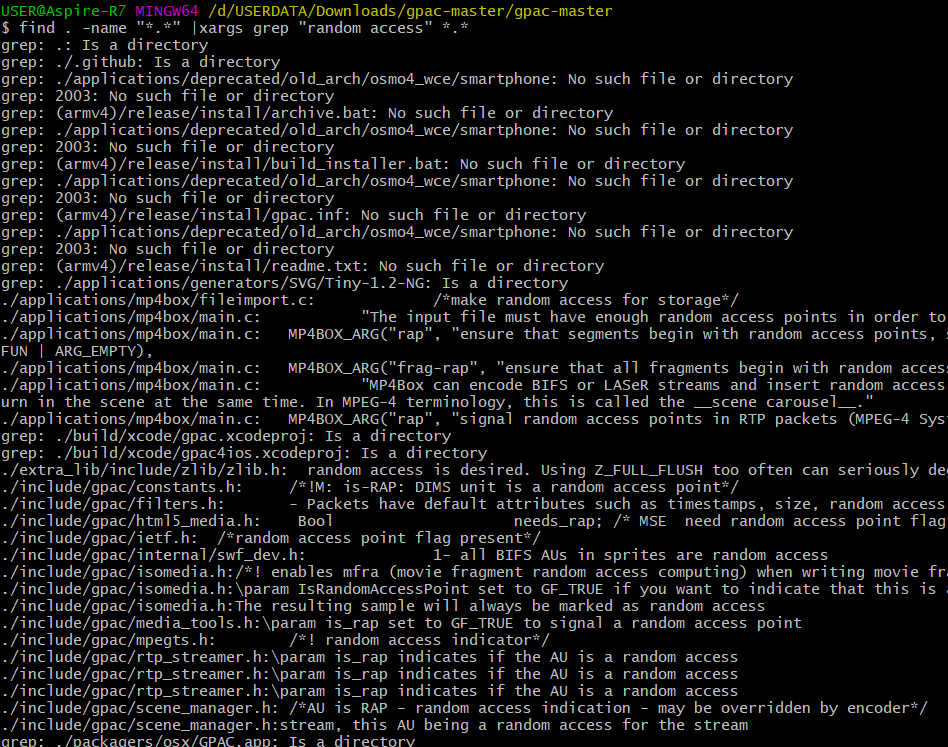 USER@Aspire-R7 MINGW64 /d/USERDATA/Downloads/gpac-master/gpac-master
$ find . -name "*.*" |xargs grep "random access" *.*
grep: .: Is a directory
grep: ./.github: Is a directory
grep: ./applications/deprecated/old_arch/osmo4_wce/smartphone: No such file or directory
grep: 2003: No such file or directory
grep: (armv4)/release/install/archive.bat: No such file or directory
grep: ./applications/deprecated/old_arch/osmo4_wce/smartphone: No such file or directory
grep: 2003: No such file or directory
grep: (armv4)/release/install/build_installer.bat: No such file or directory
grep: ./applications/deprecated/old_arch/osmo4_wce/smartphone: No such file or directory
grep: 2003: No such file or directory
grep: (armv4)/release/install/gpac.inf: No such file or directory
grep: ./applications/deprecated/old_arch/osmo4_wce/smartphone: No such file or directory
grep: 2003: No such file or directory
grep: (armv4)/release/install/readme.txt: No such file or directory
grep: ./applications/generators/SVG/Tiny-1.2-NG: Is a directory
./applications/mp4box/fileimport.c:             /*make random access for storage*/
./applications/mp4box/main.c:           "The input file must have enough random access points in order to
./applications/mp4box/main.c:   MP4BOX_ARG("rap", "ensure that segments begin with random access points, s
FUN | ARG_EMPTY),
./applications/mp4box/main.c:   MP4BOX_ARG("frag-rap", "ensure that all fragments begin with random acces
./applications/mp4box/main.c:           "MP4Box can encode BIFS or LASeR streams and insert random access
urn in the scene at the same time. In MPEG-4 terminology, this is called the __scene carousel__."
./applications/mp4box/main.c:   MP4BOX_ARG("rap", "signal random access points in RTP packets (MPEG-4 Sys
grep: ./build/xcode/gpac.xcodeproj: Is a directory
grep: ./build/xcode/gpac4ios.xcodeproj: Is a directory
./extra_lib/include/zlib/zlib.h:  random access is desired. Using Z_FULL_FLUSH too often can seriously de
./include/gpac/constants.h:     /*!M: is-RAP: DIMS unit is a random access point*/
./include/gpac/filters.h:       - Packets have default attributes such as timestamps, size, random access
./include/gpac/html5_media.h:    Bool                    needs_rap; /* MSE  need random access point flag
./include/gpac/ietf.h:  /*random access point flag present*/
./include/gpac/internal/swf_dev.h:              1- all BIFS AUs in sprites are random access
./include/gpac/isomedia.h:/*! enables mfra (movie fragment random access computing) when writing movie fra
./include/gpac/isomedia.h:\param IsRandomAccessPoint set to GF_TRUE if you want to indicate that this is a
./include/gpac/isomedia.h:The resulting sample will always be marked as random access
./include/gpac/media_tools.h:\param is_rap set to GF_TRUE to signal a random access point
./include/gpac/mpegts.h:        /*! random access indicator*/
./include/gpac/rtp_streamer.h:\param is_rap indicates if the AU is a random access
./include/gpac/rtp_streamer.h:\param is_rap indicates if the AU is a random access
./include/gpac/rtp_streamer.h:\param is_rap indicates if the AU is a random access
./include/gpac/scene_manager.h: /*AU is RAP - random access indication - may be overridden by encoder*/
./include/gpac/scene_manager.h:stream, this AU being a random access for the stream
grep: ./packagers/osx/GPAC.app: Is a directory